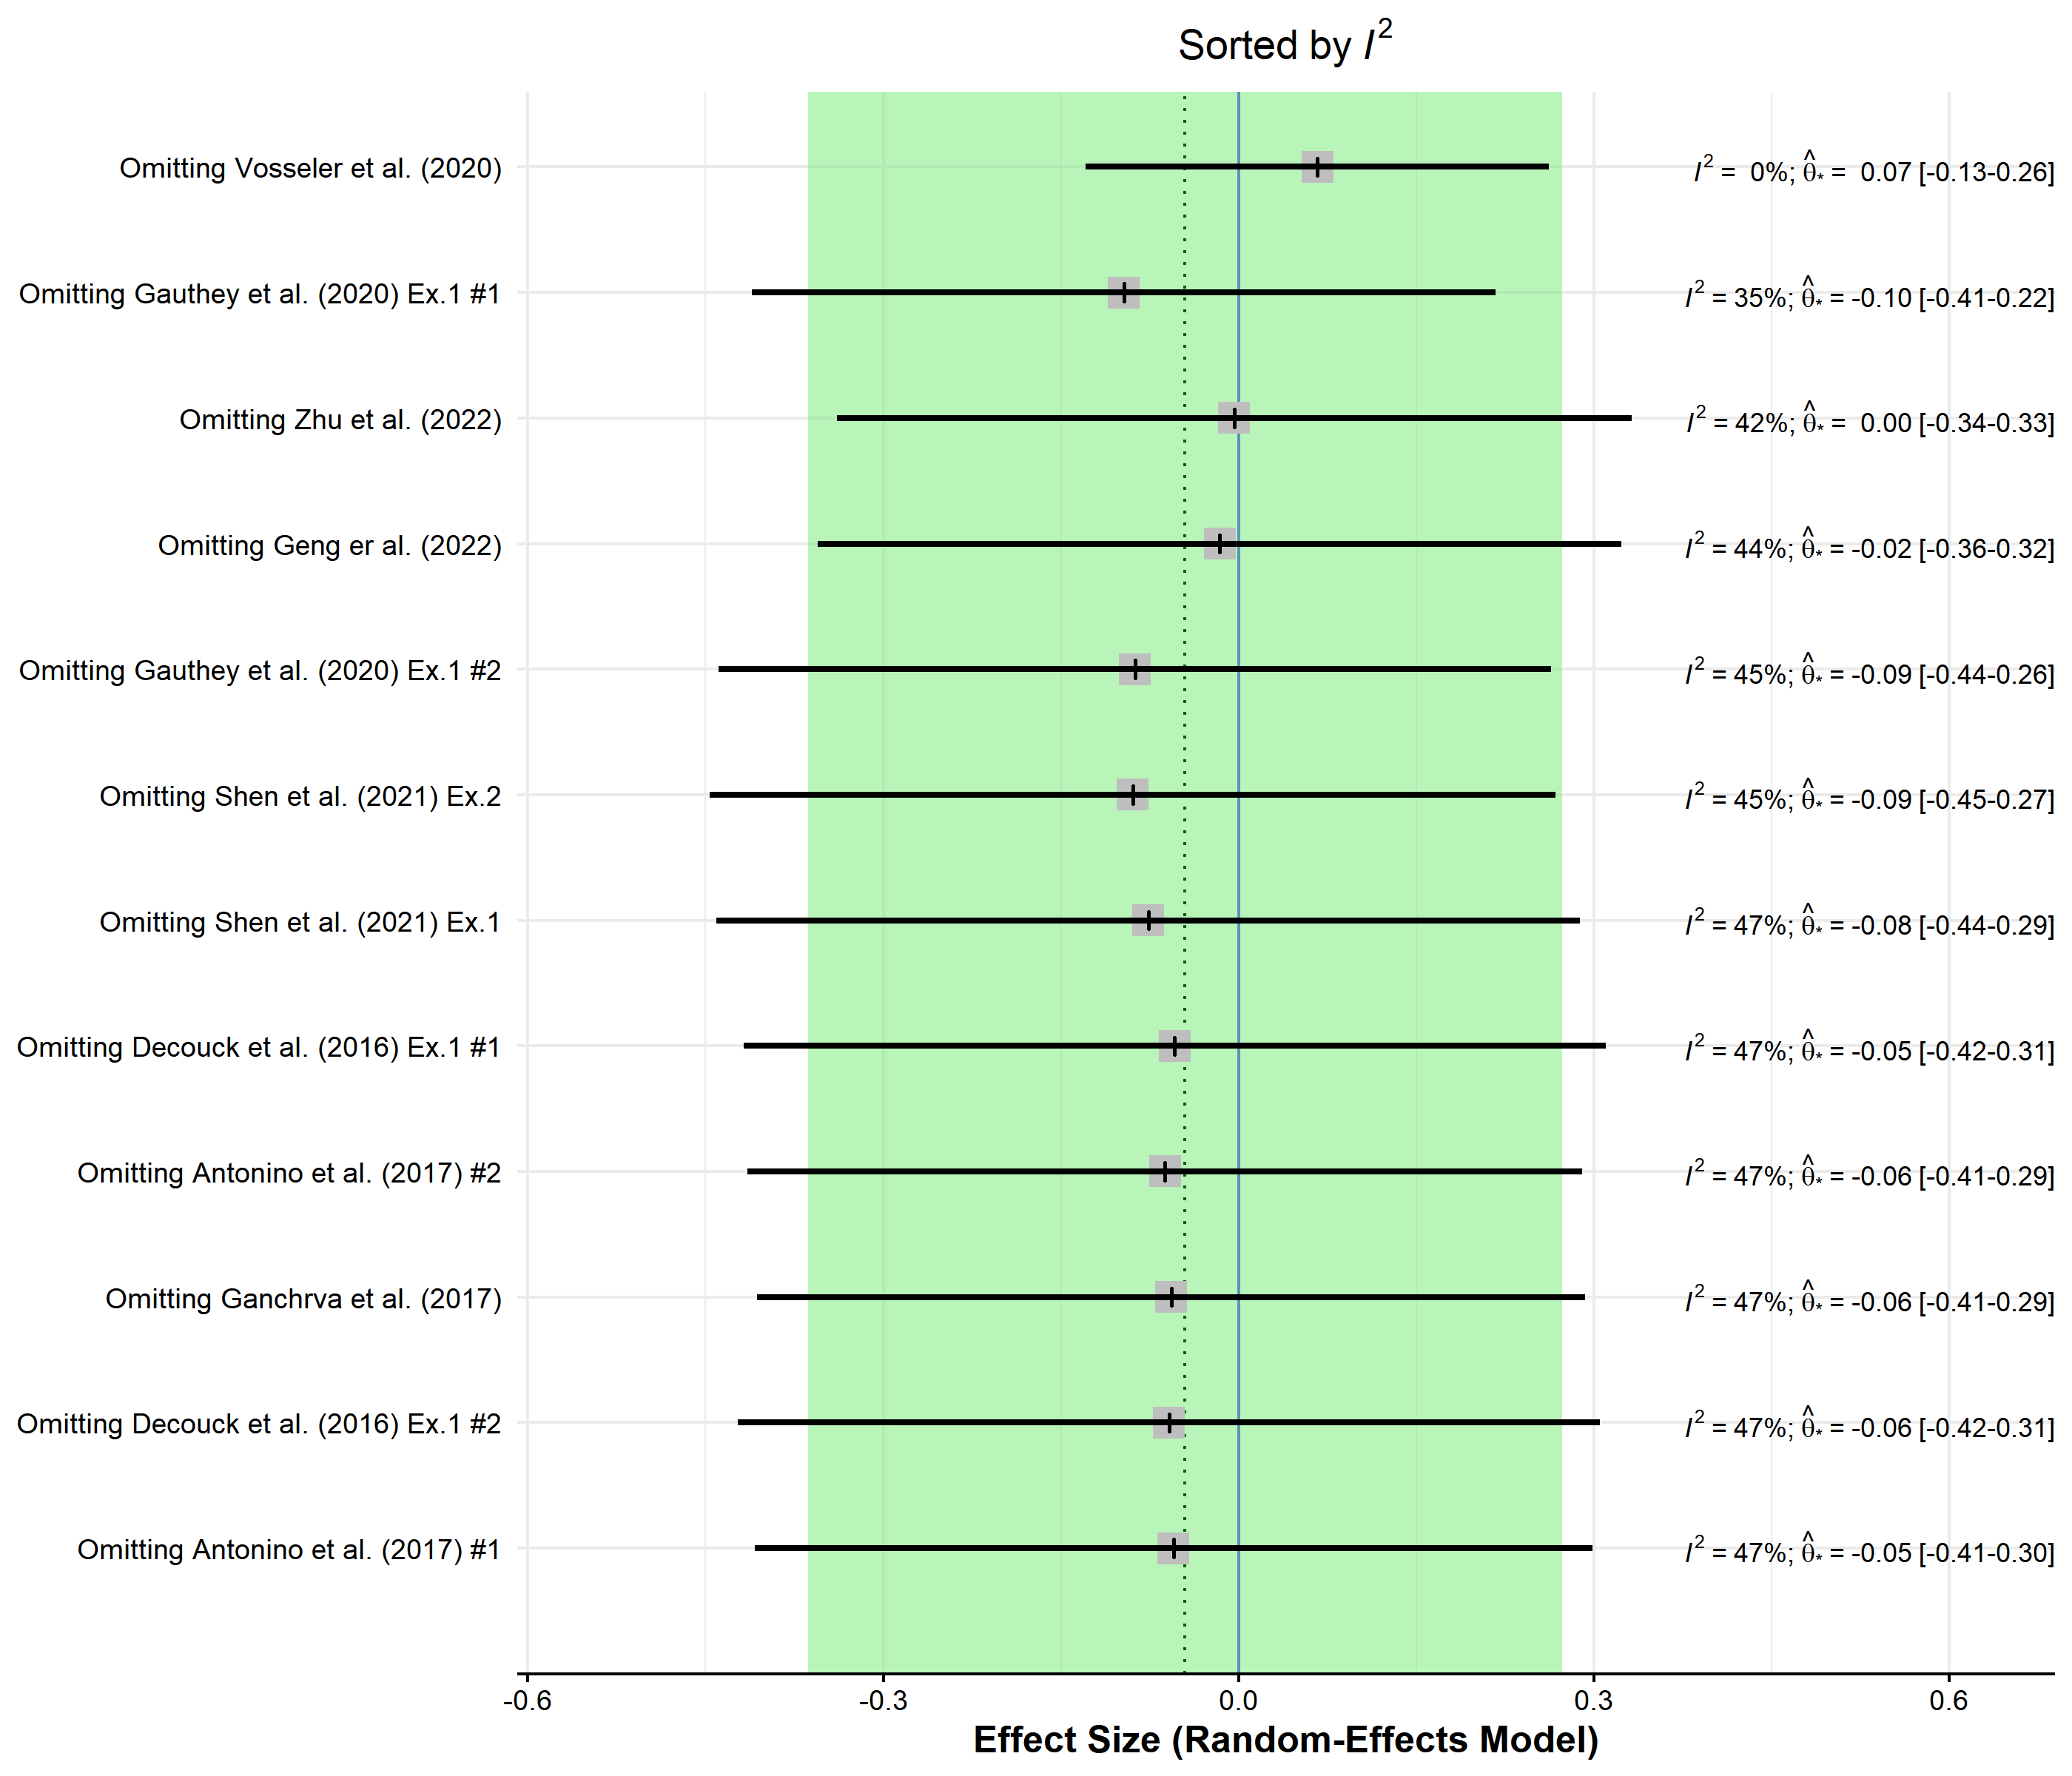 Sorted by I²
Omitting Vosseler et al. (2020) I² = 0%; θ̂* = 0.07 [-0.13-0.26]
Omitting Gauthey et al. (2020) Ex.1 #1 I² = 35%; θ̂* = -0.10 [-0.41-0.22]
Omitting Zhu et al. (2022) I² = 42%; θ̂* = 0.00 [-0.34-0.33]
Omitting Geng er al. (2022) I² = 44%; θ̂* = -0.02 [-0.36-0.32]
Omitting Gauthey et al. (2020) Ex.1 #2 I² = 45%; θ̂* = -0.09 [-0.44-0.26]
Omitting Shen et al. (2021) Ex.2 I² = 45%; θ̂* = -0.09 [-0.45-0.27]
Omitting Shen et al. (2021) Ex.1 I² = 47%; θ̂* = -0.08 [-0.44-0.29]
Omitting Decouck et al. (2016) Ex.1 #1 I² = 47%; θ̂* = -0.05 [-0.42-0.31]
Omitting Antonino et al. (2017) #2 I² = 47%; θ̂* = -0.06 [-0.41-0.29]
Omitting Ganchrva et al. (2017) I² = 47%; θ̂* = -0.06 [-0.41-0.29]
Omitting Decouck et al. (2016) Ex.1 #2 I² = 47%; θ̂* = -0.06 [-0.42-0.31]
Omitting Antonino et al. (2017) #1 I² = 47%; θ̂* = -0.05 [-0.41-0.30]
-0.6 -0.3 0.0 0.3 0.6
Effect Size (Random-Effects Model)